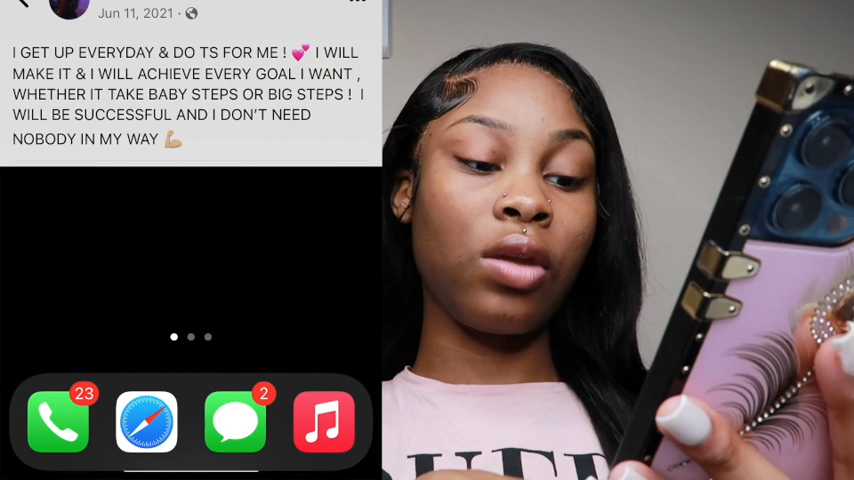 Jun 11, 2021 ·
I GET UP EVERYDAY & DO TS FOR ME ! 💕 I WILL
MAKE IT & I WILL ACHIEVE EVERY GOAL I WANT ,
WHETHER IT TAKE BABY STEPS OR BIG STEPS ! I
WILL BE SUCCESSFUL AND I DON'T NEED
NOBODY IN MY WAY 💪🏼
23
2